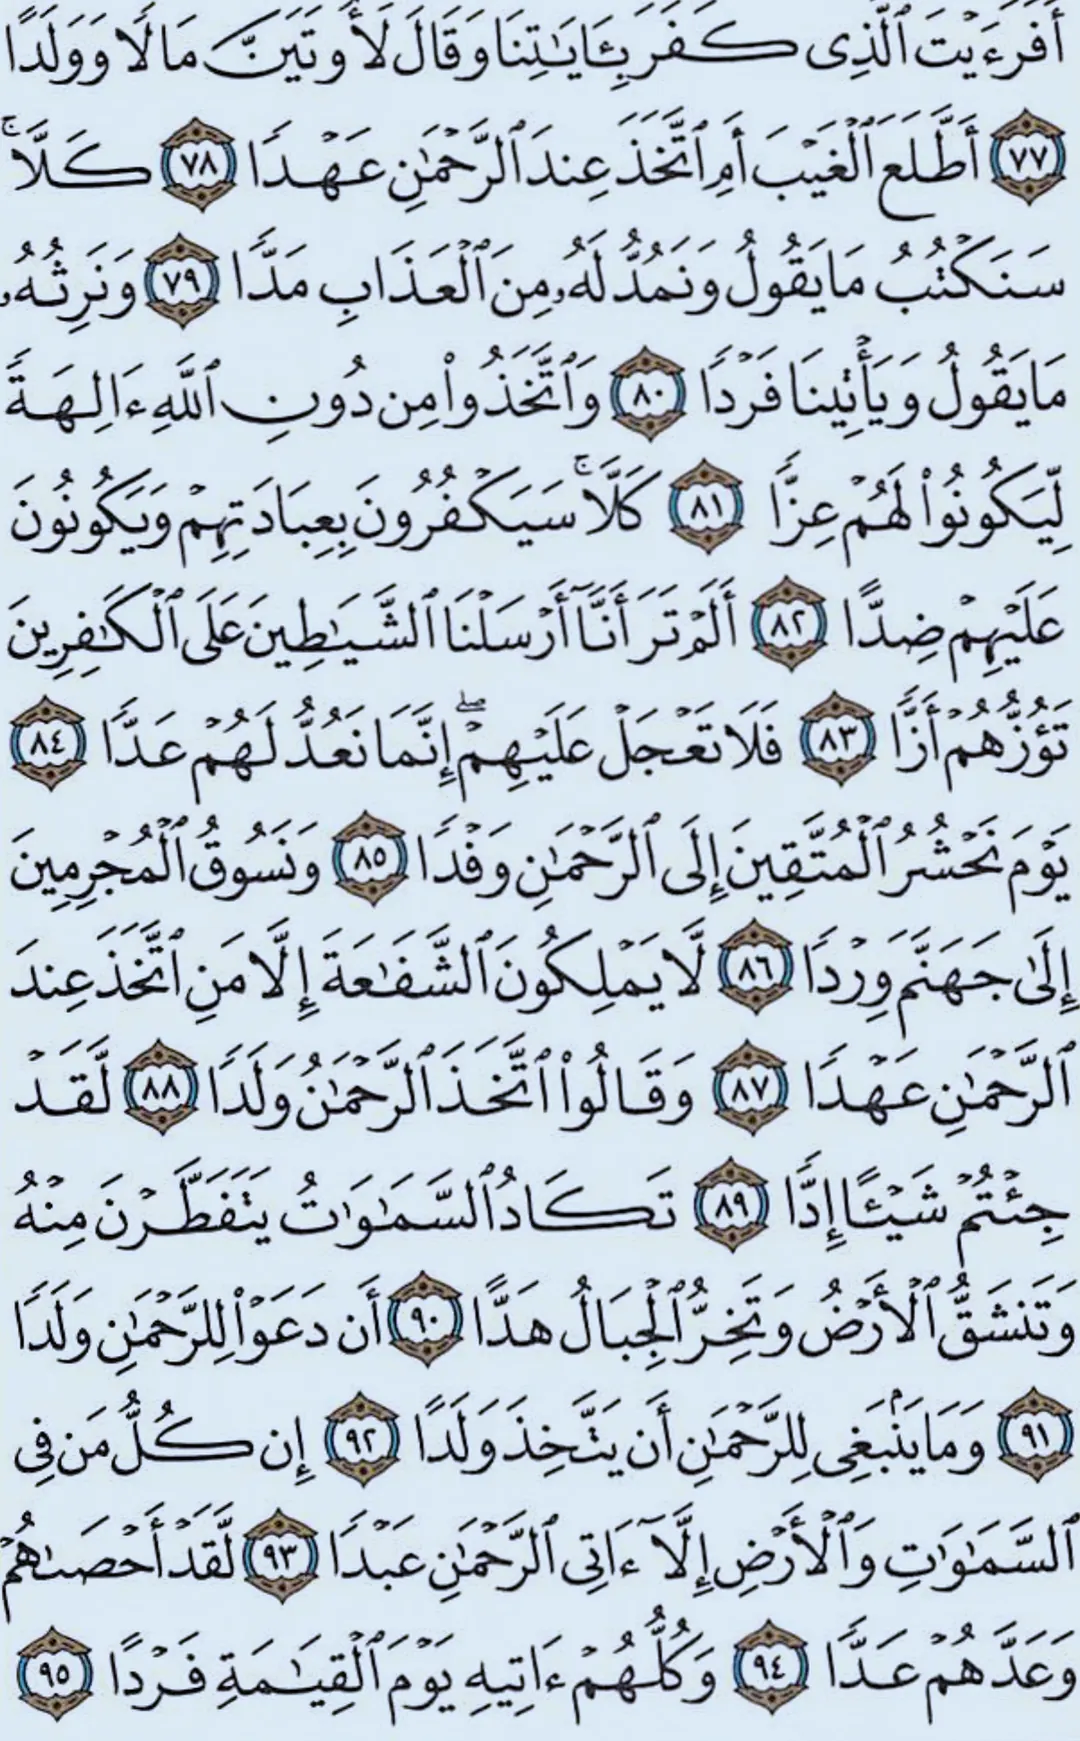 أَفَرَءَيْتَ ٱلَّذِى كَفَرَ بِـَٔايَـٰتِنَا وَقَالَ لَأُوتَيَنَّ مَالًا وَوَلَدًا
٧٧ أَطَّلَعَ ٱلْغَيْبَ أَمِ ٱتَّخَذَ عِندَ ٱلرَّحْمَـٰنِ عَهْدًا ٧٨ كَلَّا ۚ
سَنَكْتُبُ مَا يَقُولُ وَنَمُدُّ لَهُۥ مِنَ ٱلْعَذَابِ مَدًّا ٧٩ وَنَرِثُهُۥ
مَا يَقُولُ وَيَأْتِينَا فَرْدًا ٨٠ وَٱتَّخَذُوا۟ مِن دُونِ ٱللَّهِ ءَالِهَةً
لِّيَكُونُوا۟ لَهُمْ عِزًّا ٨١ كَلَّا ۚ سَيَكْفُرُونَ بِعِبَادَتِهِمْ وَيَكُونُونَ
عَلَيْهِمْ ضِدًّا ٨٢ أَلَمْ تَرَ أَنَّآ أَرْسَلْنَا ٱلشَّيَـٰطِينَ عَلَى ٱلْكَـٰفِرِينَ
تَؤُزُّهُمْ أَزًّا ٨٣ فَلَا تَعْجَلْ عَلَيْهِمْ ۖ إِنَّمَا نَعُدُّ لَهُمْ عَدًّا ٨٤
يَوْمَ نَحْشُرُ ٱلْمُتَّقِينَ إِلَى ٱلرَّحْمَـٰنِ وَفْدًا ٨٥ وَنَسُوقُ ٱلْمُجْرِمِينَ
إِلَىٰ جَهَنَّمَ وِرْدًا ٨٦ لَّا يَمْلِكُونَ ٱلشَّفَـٰعَةَ إِلَّا مَنِ ٱتَّخَذَ عِندَ
ٱلرَّحْمَـٰنِ عَهْدًا ٨٧ وَقَالُوا۟ ٱتَّخَذَ ٱلرَّحْمَـٰنُ وَلَدًا ٨٨ لَّقَدْ
جِئْتُمْ شَيْـًٔا إِدًّا ٨٩ تَكَادُ ٱلسَّمَـٰوَٰتُ يَتَفَطَّرْنَ مِنْهُ
وَتَنشَقُّ ٱلْأَرْضُ وَتَخِرُّ ٱلْجِبَالُ هَدًّا ٩٠ أَن دَعَوْا۟ لِلرَّحْمَـٰنِ وَلَدًا
٩١ وَمَا يَنۢبَغِى لِلرَّحْمَـٰنِ أَن يَتَّخِذَ وَلَدًا ٩٢ إِن كُلُّ مَن فِى
ٱلسَّمَـٰوَٰتِ وَٱلْأَرْضِ إِلَّآ ءَاتِى ٱلرَّحْمَـٰنِ عَبْدًا ٩٣ لَّقَدْ أَحْصَىٰهُمْ
وَعَدَّهُمْ عَدًّا ٩٤ وَكُلُّهُمْ ءَاتِيهِ يَوْمَ ٱلْقِيَـٰمَةِ فَرْدًا ٩٥